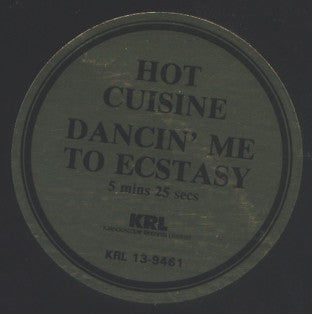 HOT
CUISINE
DANCIN' ME
TO ECSTASY
5 mins 25 secs
KRL
KRL 13-9461